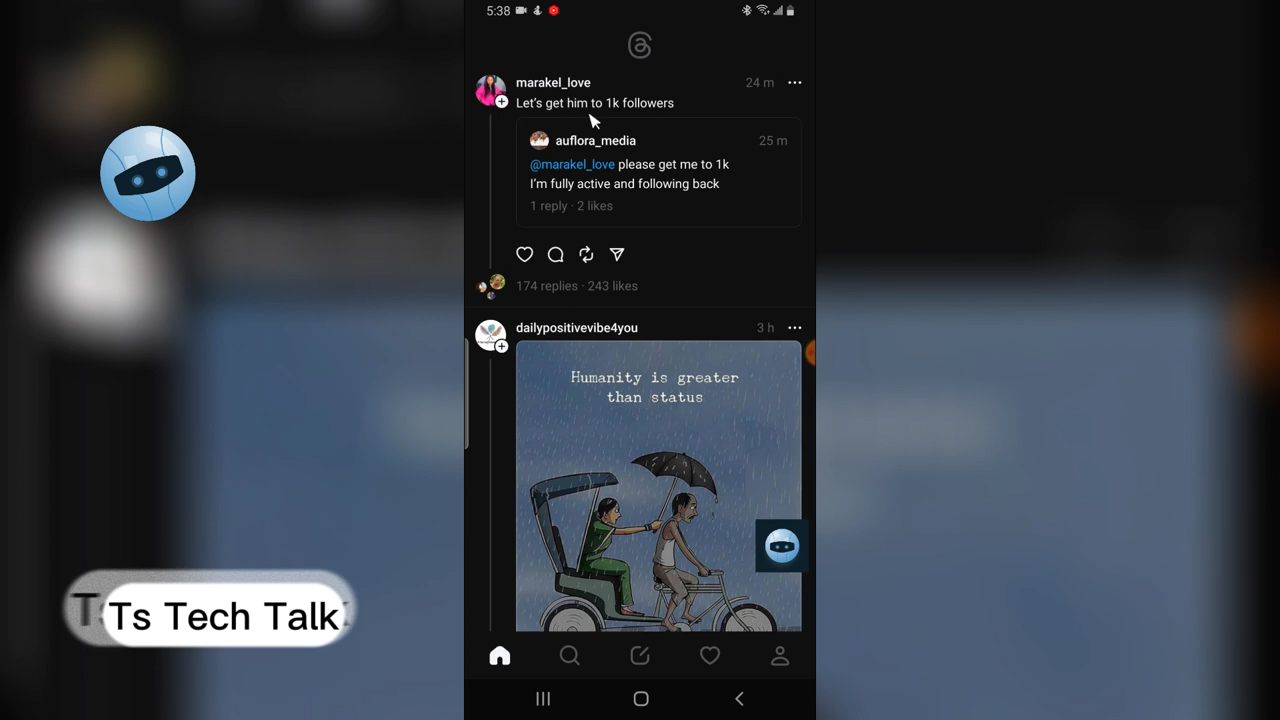 5:38
marakel_love
24 m
Let's get him to 1k followers
auflora_media
25 m
@marakel_love please get me to 1k
I'm fully active and following back
1 reply · 2 likes
174 replies · 243 likes
dailypositivevibe4you
3 h
Humanity is greater
than status
Ts Tech Talk